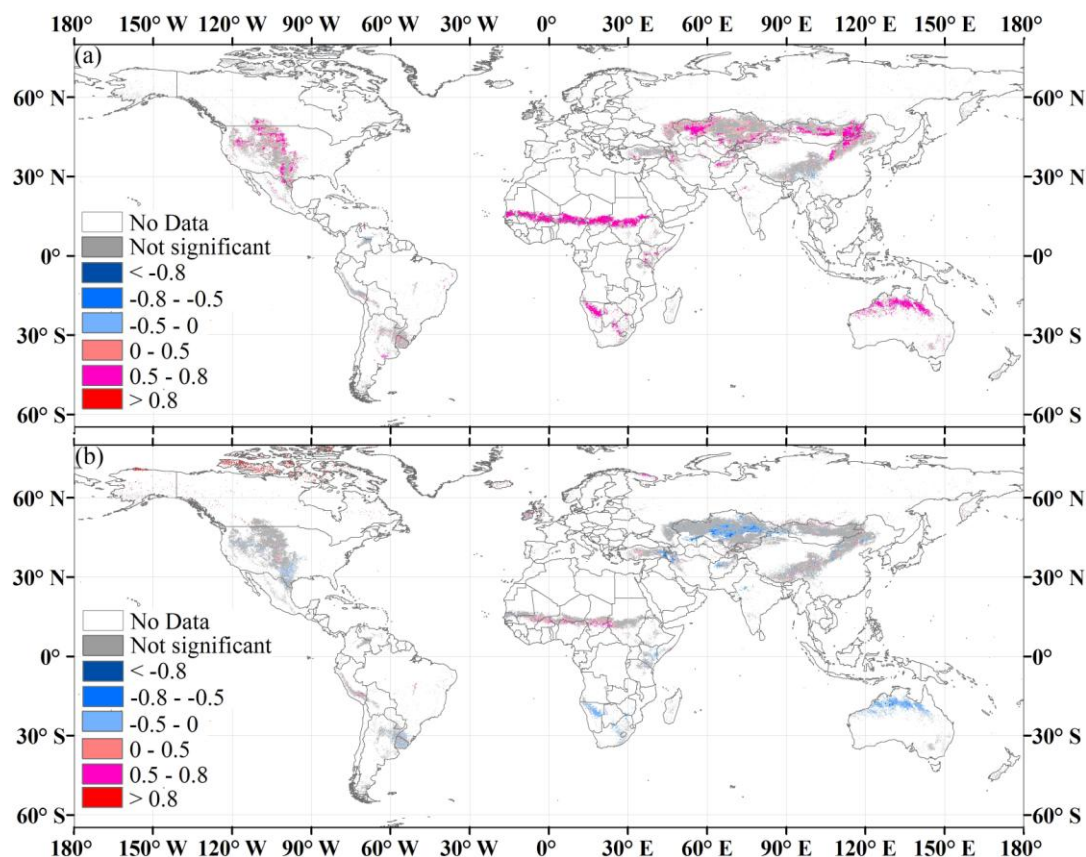 180° 150° W 120° W 90° W 60° W 30° W 0° 30° E 60° E 90° E 120° E 150° E 180°
(a)
60° N 60° N
30° N 30° N
No Data
Not significant
0° 0°
< -0.8
-0.8 - -0.5
-0.5 - 0
30° S 30° S
0 - 0.5
0.5 - 0.8
> 0.8
60° S 60° S
(b)
60° N 60° N
30° N 30° N
No Data
Not significant
0° 0°
< -0.8
-0.8 - -0.5
-0.5 - 0
30° S 30° S
0 - 0.5
0.5 - 0.8
> 0.8
60° S 60° S
180° 150° W 120° W 90° W 60° W 30° W 0° 30° E 60° E 90° E 120° E 150° E 180°